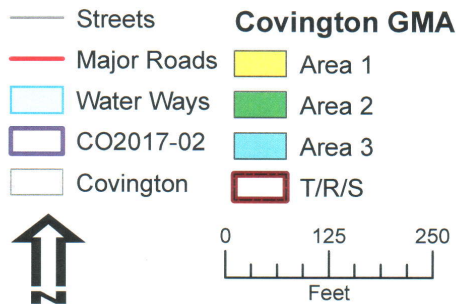 Streets
Major Roads
Water Ways
CO2017-02
Covington
Covington GMA
Area 1
Area 2
Area 3
T/R/S
N
0 125 250
Feet